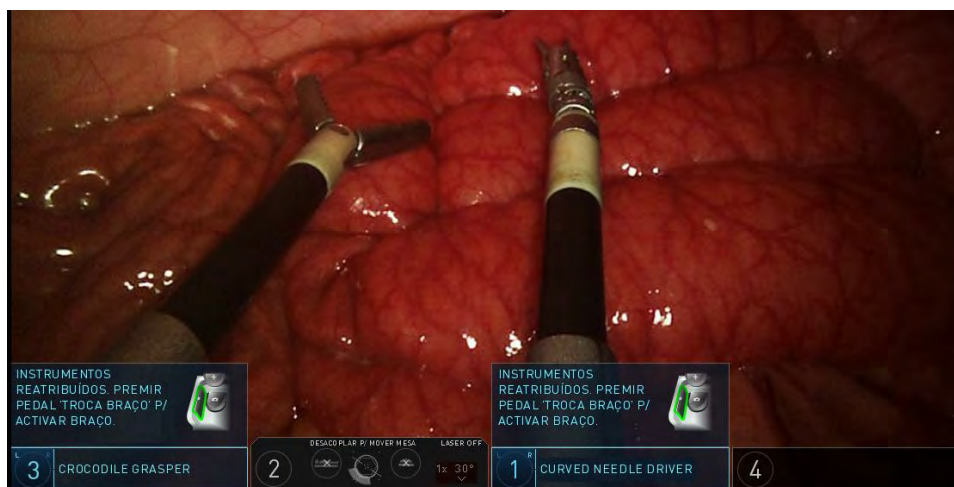 INSTRUMENTOS
REATRIBUÍDOS. PREMIR
PEDAL 'TROCA BRAÇO' P/
ACTIVAR BRAÇO.
L R
3 CROCODILE GRASPER
DESACOPLAR P/ MOVER MESA LASER OFF
2 1x 30°
INSTRUMENTOS
REATRIBUÍDOS. PREMIR
PEDAL 'TROCA BRAÇO' P/
ACTIVAR BRAÇO.
L R
1 CURVED NEEDLE DRIVER
4